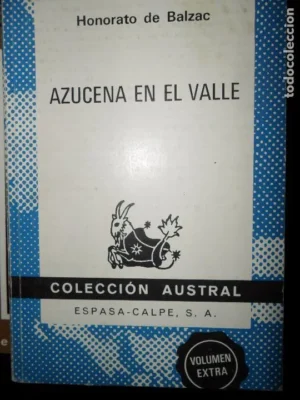 Honorato de Balzac
AZUCENA EN EL VALLE
COLECCIÓN AUSTRAL
ESPASA-CALPE, S. A.
VOLUMEN
EXTRA
todocoleccion